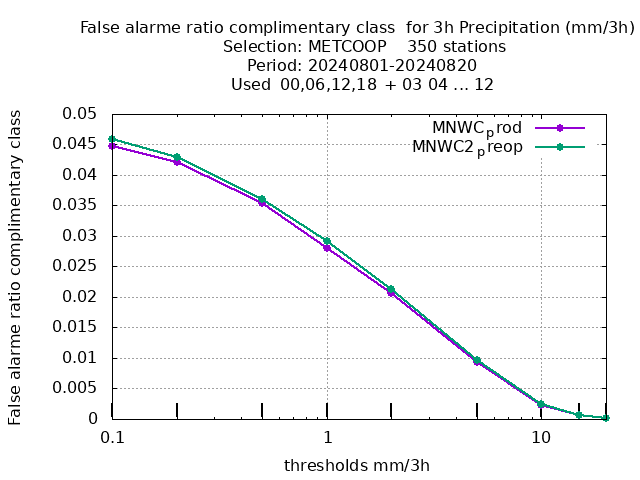 False alarme ratio complimentary class  for 3h Precipitation (mm/3h)
Selection: METCOOP    350 stations
Period: 20240801-20240820
Used 00,06,12,18 + 03 04 ... 12
False alarme ratio complimentary class
0.05
0.045
0.04
0.035
0.03
0.025
0.02
0.015
0.01
0.005
0
MNWCprod
MNWC2preop
0.1 1 10
thresholds mm/3h